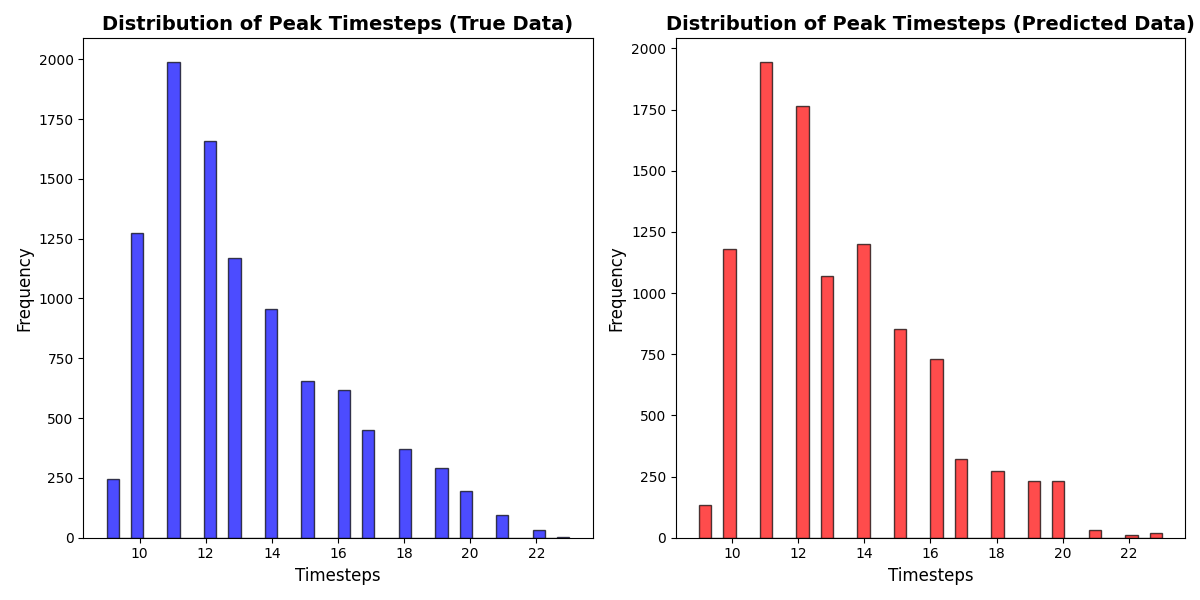 Distribution of Peak Timesteps (True Data)
Frequency
2000
1750
1500
1250
1000
750
500
250
0
10 12 14 16 18 20 22
Timesteps
Distribution of Peak Timesteps (Predicted Data)
Frequency
2000
1750
1500
1250
1000
750
500
250
0
10 12 14 16 18 20 22
Timesteps